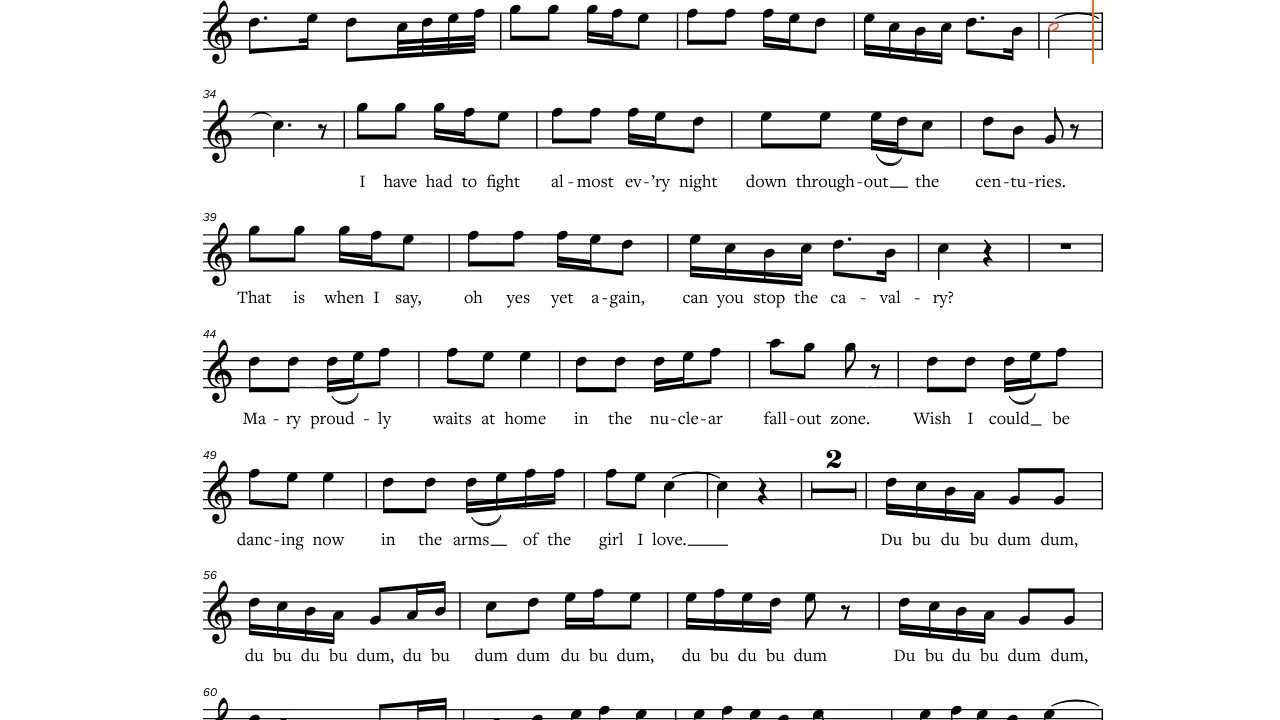 34
I have had to fight al - most ev - ’ry night down through - out__ the cen - tu - ries.
39
That is when I say, oh yes yet a - gain, can you stop the ca - val - ry?
44
Ma - ry proud - ly waits at home in the nu - cle - ar fall - out zone. Wish I could_ be
49
2
danc - ing now in the arms__ of the girl I love.____ Du bu du bu dum dum,
56
du bu du bu dum, du bu dum dum du bu dum, du bu du bu dum Du bu du bu dum dum,
60